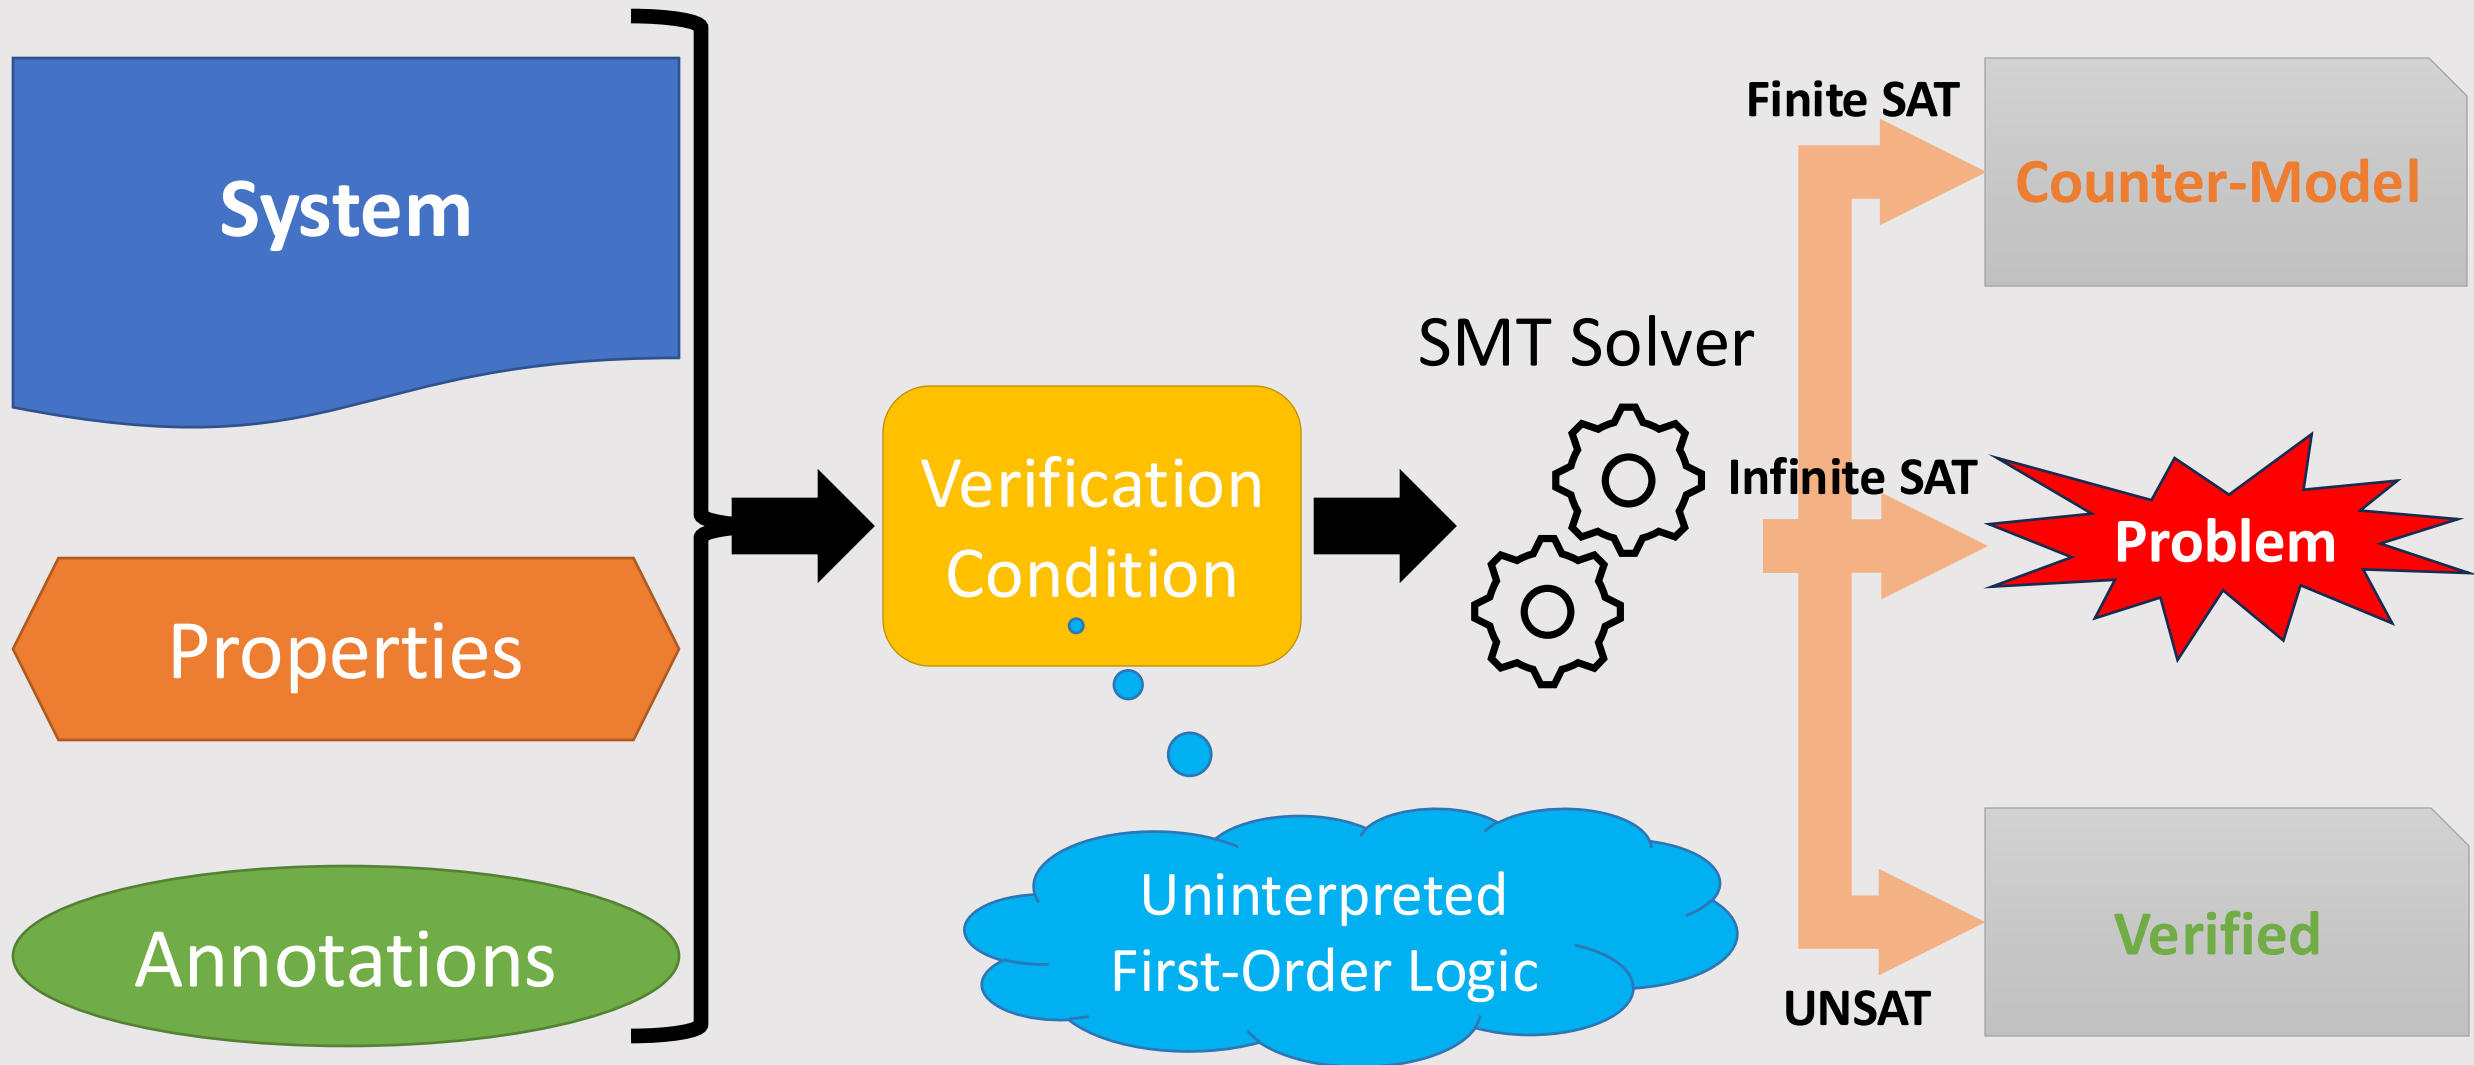 System
Properties
Annotations
Verification
Condition
Uninterpreted
First-Order Logic
SMT Solver
Finite SAT
Counter-Model
Infinite SAT
Problem
UNSAT
Verified